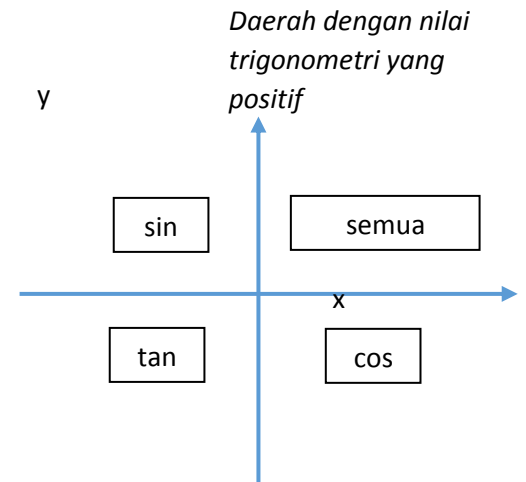 Daerah dengan nilai
trigonometri yang
positif
y
sin
semua
x
tan
cos